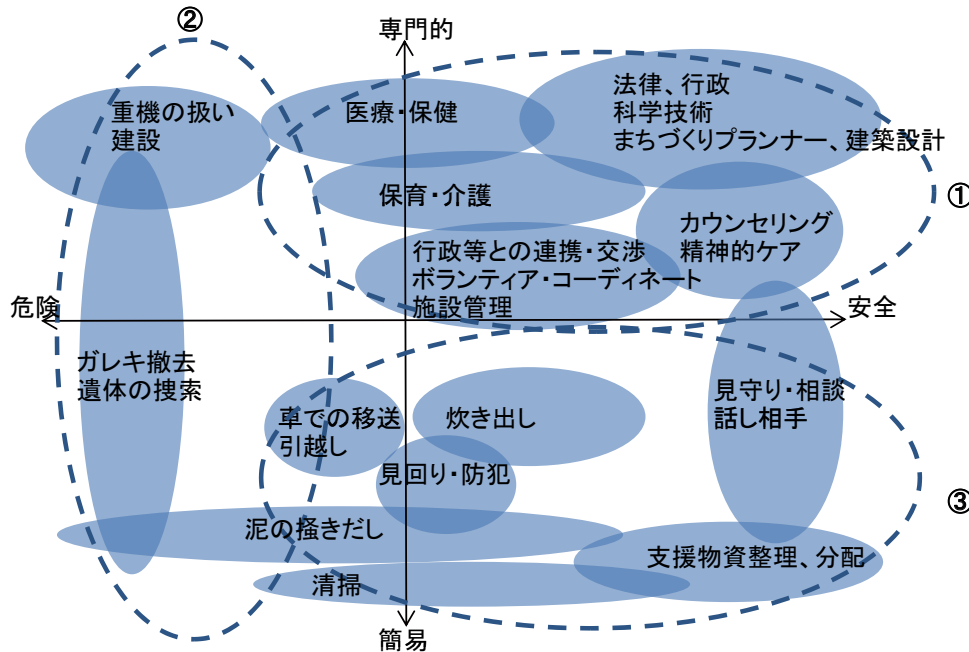 ②
専門的
重機の扱い
建設
医療・保健
法律、行政
科学技術
まちづくりプランナー、建築設計
①
保育・介護
カウンセリング
精神的ケア
行政等との連携・交渉
ボランティア・コーディネート
施設管理
危険
安全
ガレキ撤去
遺体の捜索
見守り・相談
話し相手
車での移送
引越し
炊き出し
見回り・防犯
③
泥の掻きだし
支援物資整理、分配
清掃
簡易